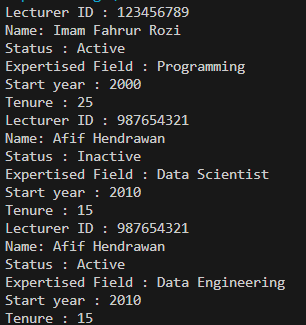 Lecturer ID : 123456789
Name: Imam Fahrur Rozi
Status : Active
Expertised Field : Programming
Start year : 2000
Tenure : 25
Lecturer ID : 987654321
Name: Afif Hendrawan
Status : Inactive
Expertised Field : Data Scientist
Start year : 2010
Tenure : 15
Lecturer ID : 987654321
Name: Afif Hendrawan
Status : Active
Expertised Field : Data Engineering
Start year : 2010
Tenure : 15